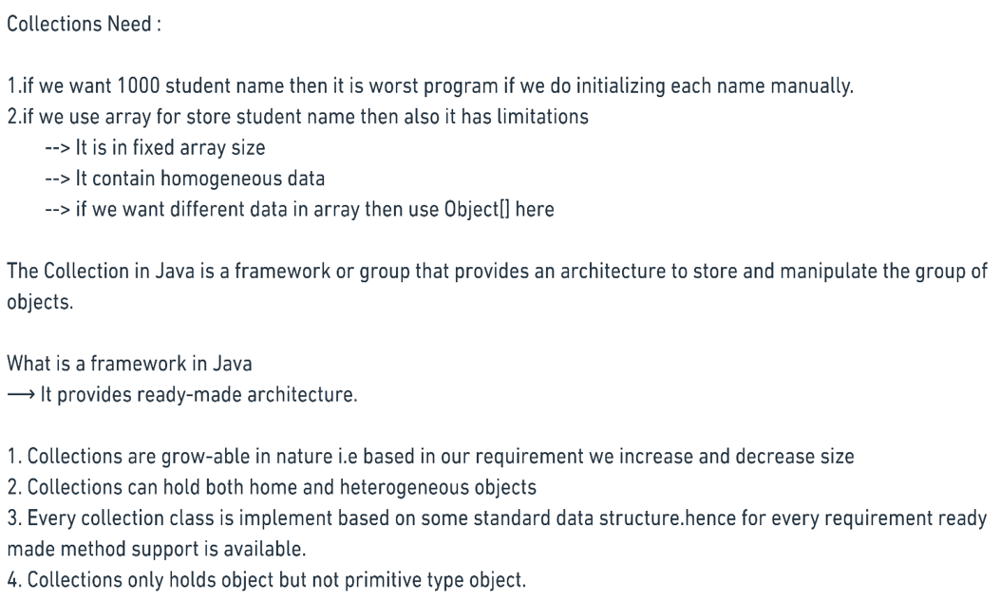 Collections Need :
1.if we want 1000 student name then it is worst program if we do initializing each name manually.
2.if we use array for store student name then also it has limitations
--> It is in fixed array size
--> It contain homogeneous data
--> if we want different data in array then use Object[] here
The Collection in Java is a framework or group that provides an architecture to store and manipulate the group of
objects.
What is a framework in Java
⟶ It provides ready-made architecture.
1. Collections are grow-able in nature i.e based in our requirement we increase and decrease size
2. Collections can hold both home and heterogeneous objects
3. Every collection class is implement based on some standard data structure.hence for every requirement ready
made method support is available.
4. Collections only holds object but not primitive type object.